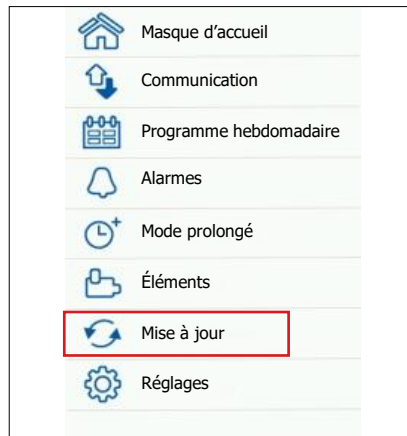 Masque d’accueil
Communication
Programme hebdomadaire
Alarmes
Mode prolongé
Éléments
Mise à jour
Réglages